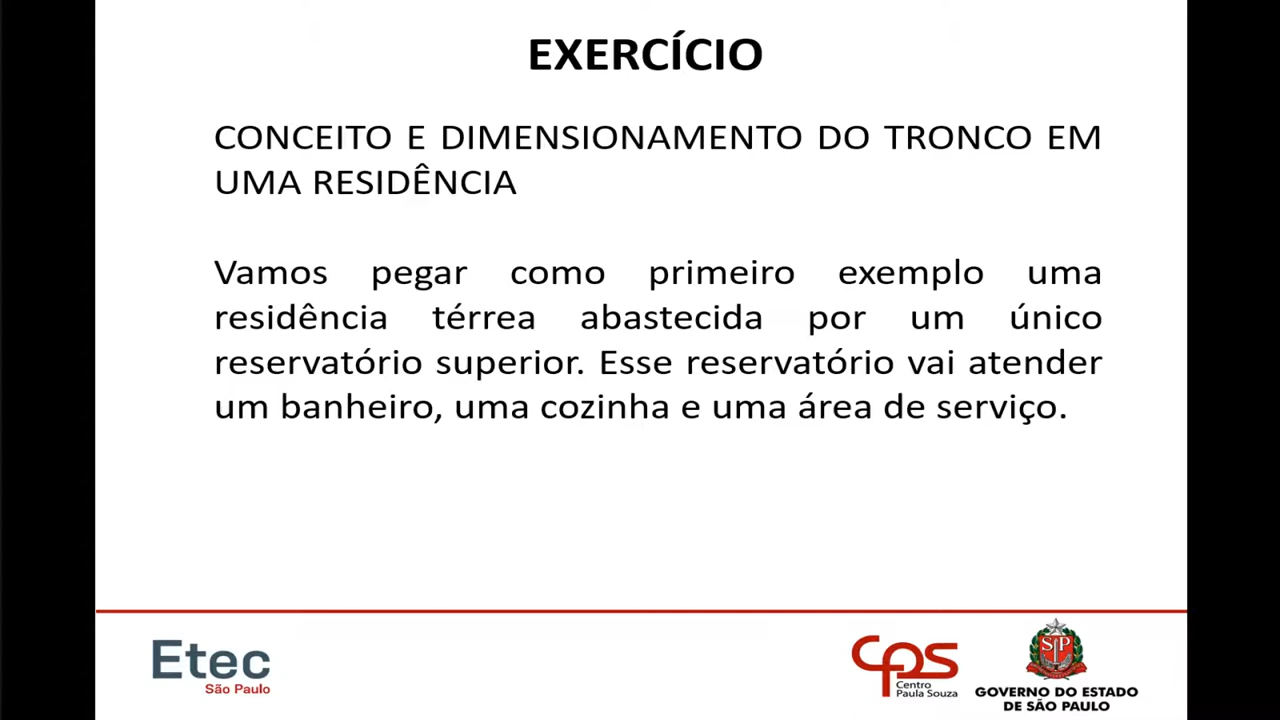 EXERCÍCIO
CONCEITO E DIMENSIONAMENTO DO TRONCO EM
UMA RESIDÊNCIA
Vamos pegar como primeiro exemplo uma
residência térrea abastecida por um único
reservatório superior. Esse reservatório vai atender
um banheiro, uma cozinha e uma área de serviço.
Etec
São Paulo
CPS
Centro
Paula Souza
SP
GOVERNO DO ESTADO
DE SÃO PAULO